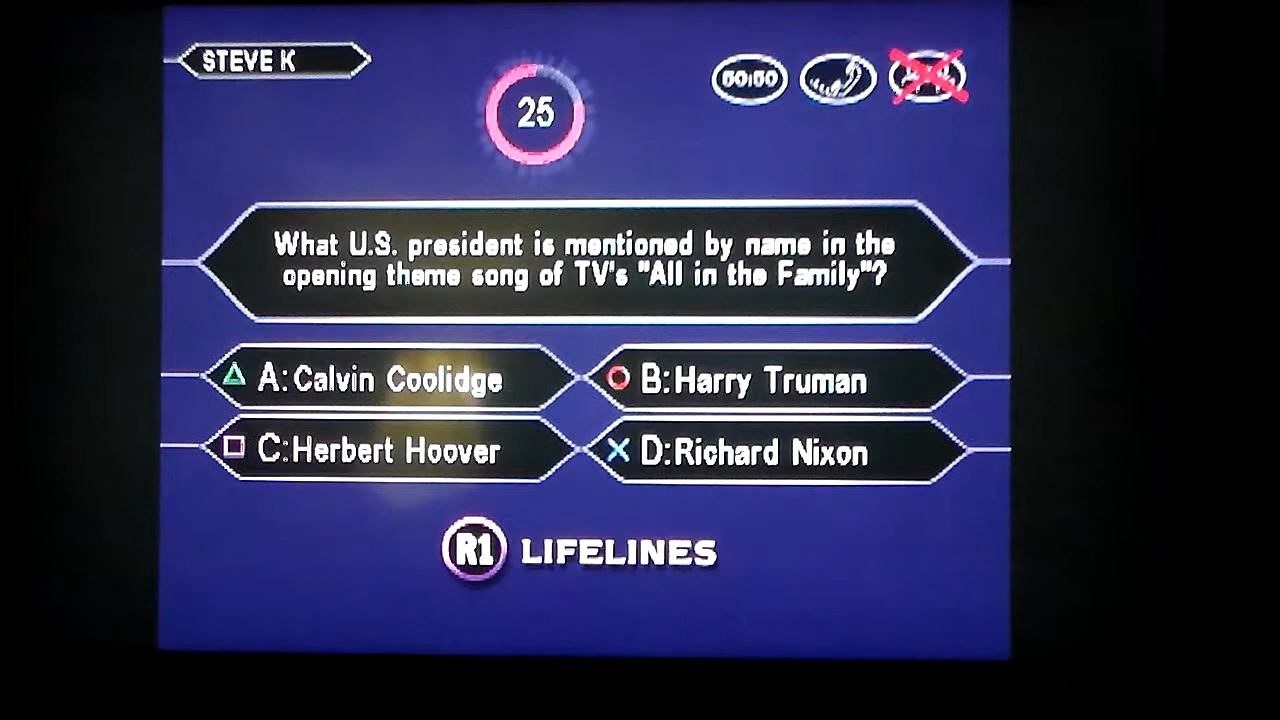 STEVE K
25
50:50
What U.S. president is mentioned by name in the
opening theme song of TV's "All in the Family"?
A:Calvin Coolidge
B:Harry Truman
C:Herbert Hoover
D:Richard Nixon
R1 LIFELINES